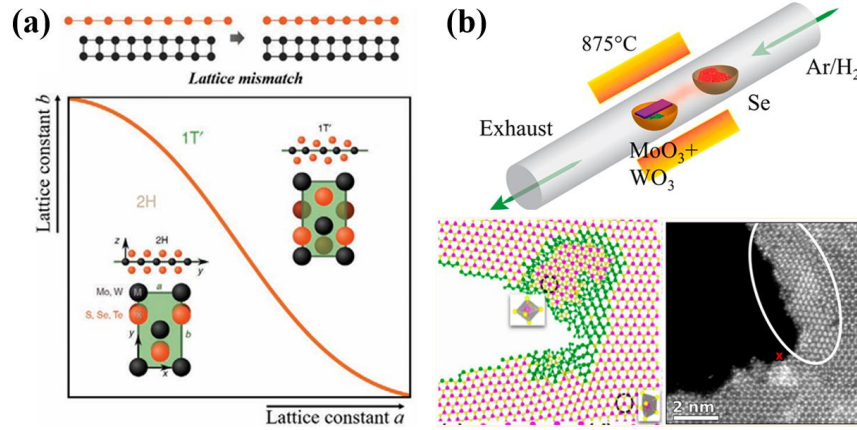 (a)
Lattice mismatch
Lattice constant b
1T′
1T′
2H
2H
z
y
Mo, W
M
a
S, Se, Te
X
b
y
x
Lattice constant a
(b)
875°C
Ar/H2
Se
Exhaust
MoO3+
WO3
x
2 nm